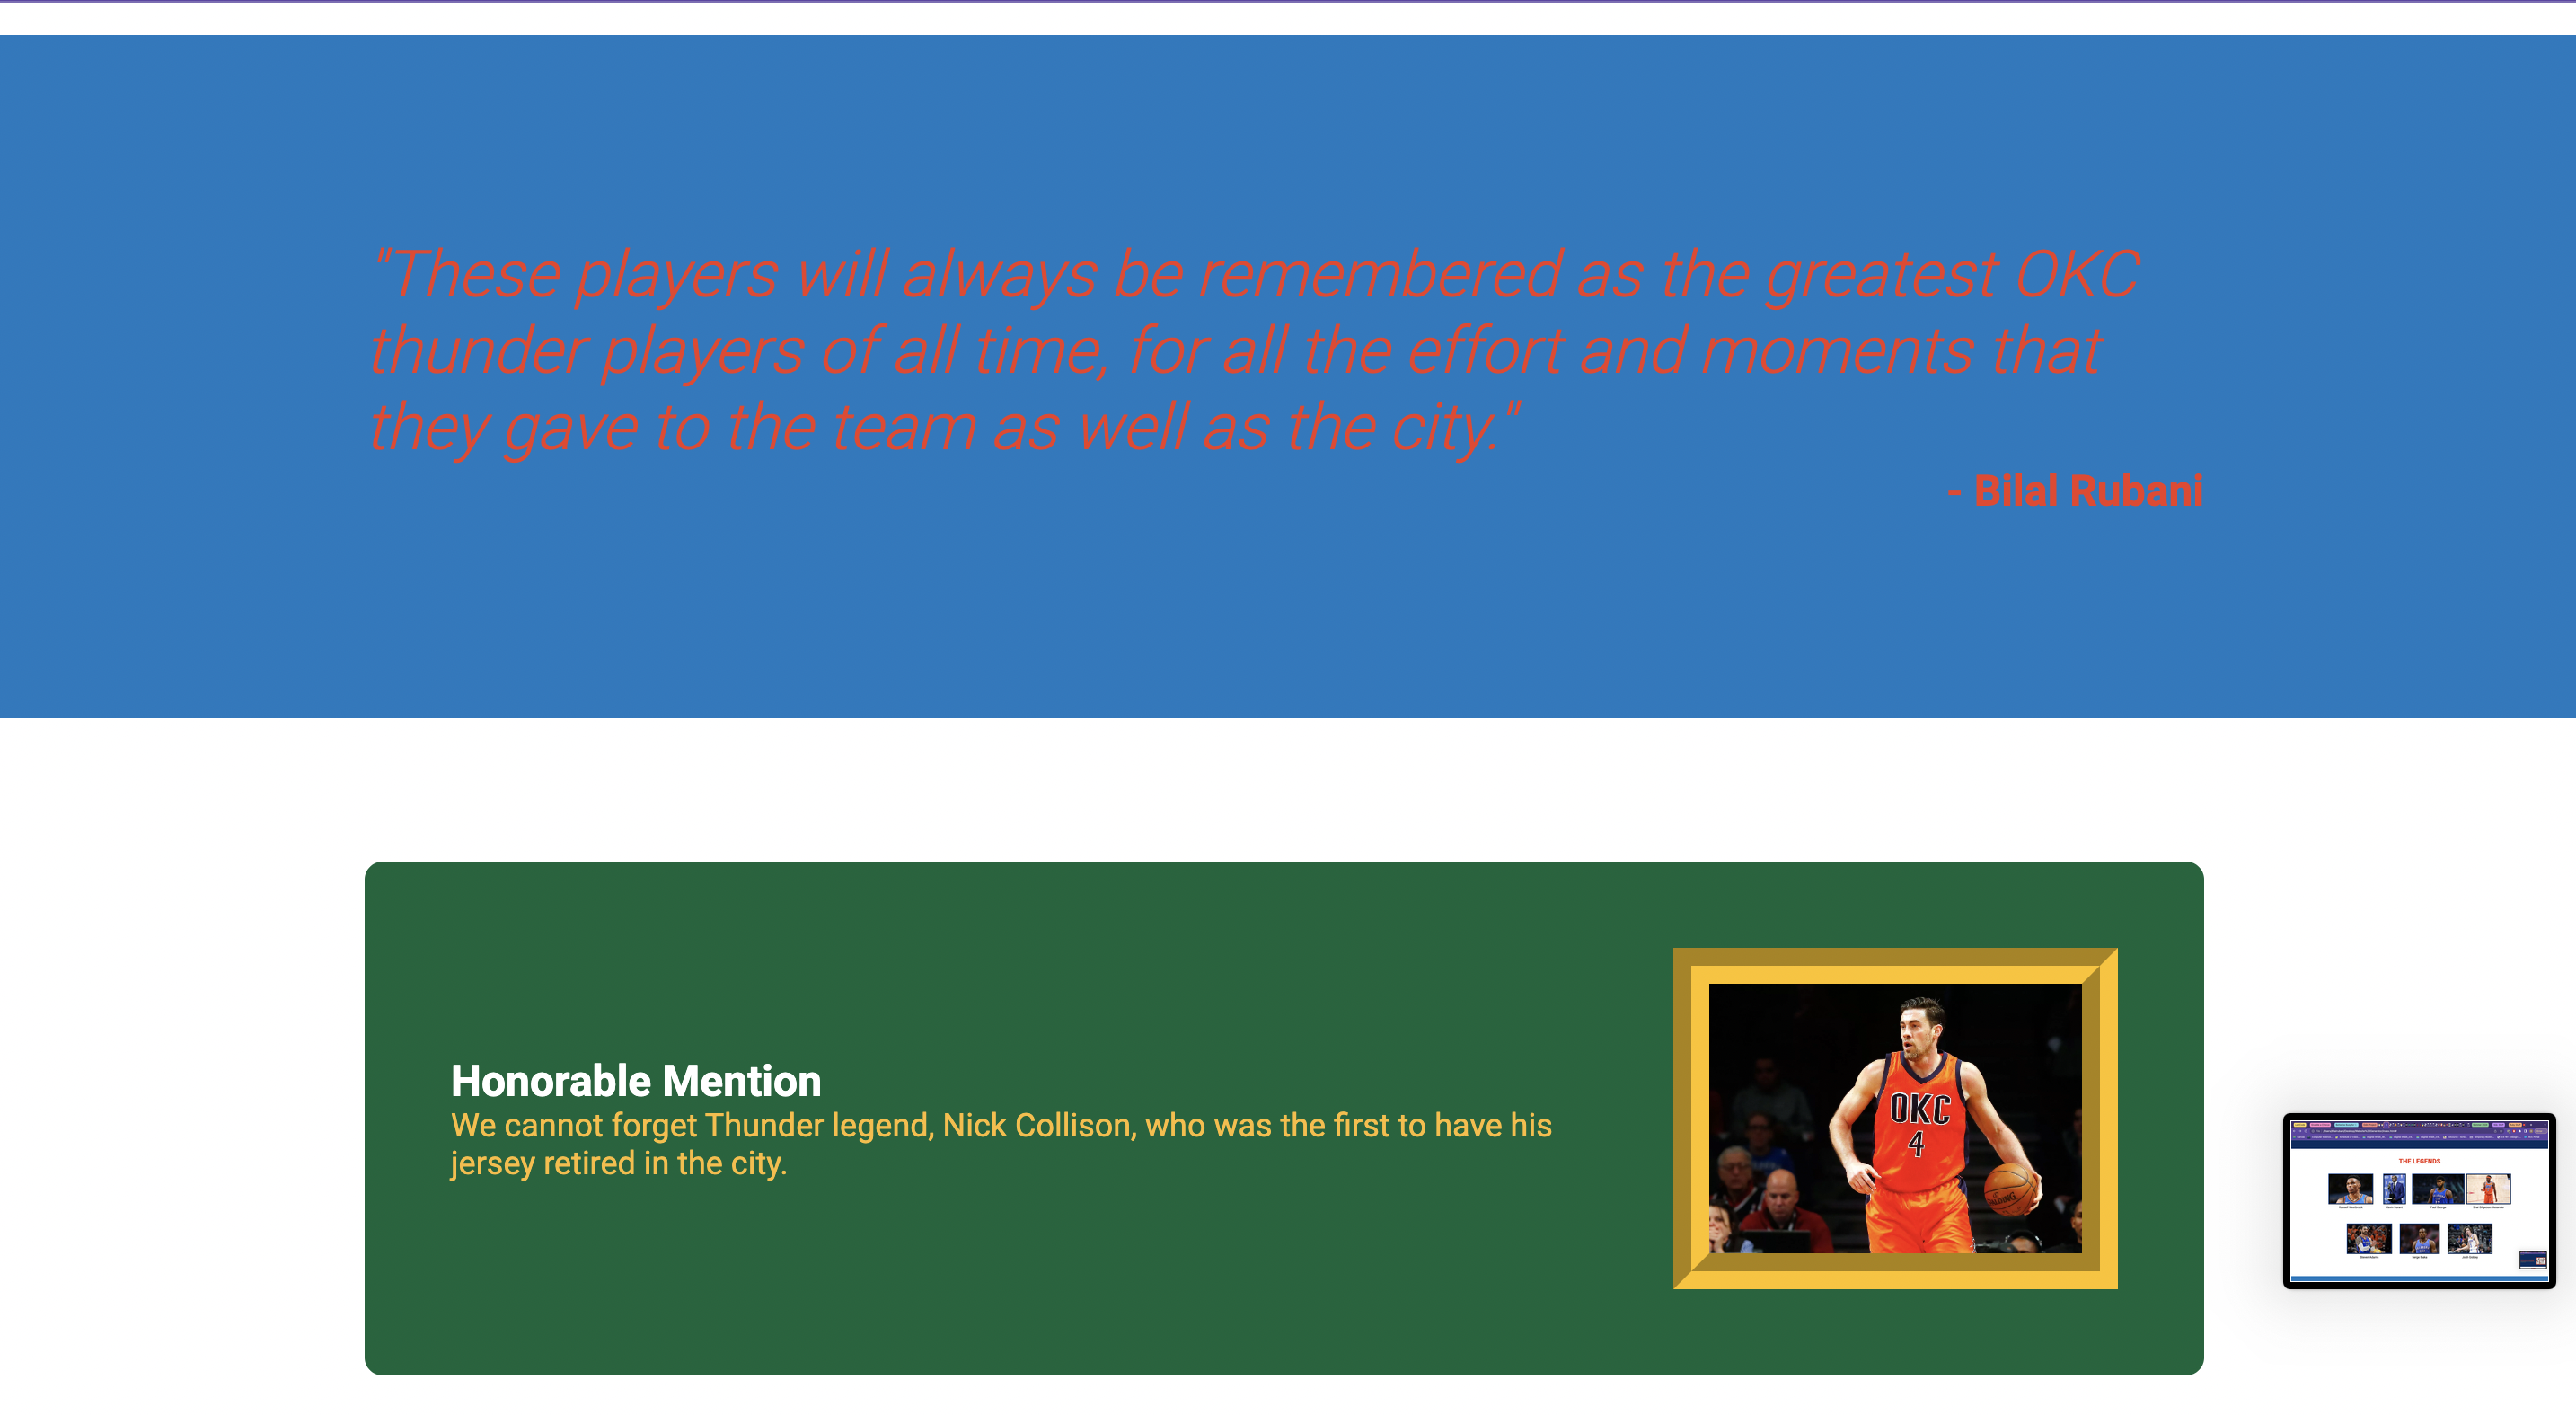 "These players will always be remembered as the greatest OKC
thunder players of all time, for all the effort and moments that
they gave to the team as well as the city."
- Bilal Rubani
Honorable Mention
We cannot forget Thunder legend, Nick Collison, who was the first to have his
jersey retired in the city.
OKC
4
SPALDING
THE LEGENDS